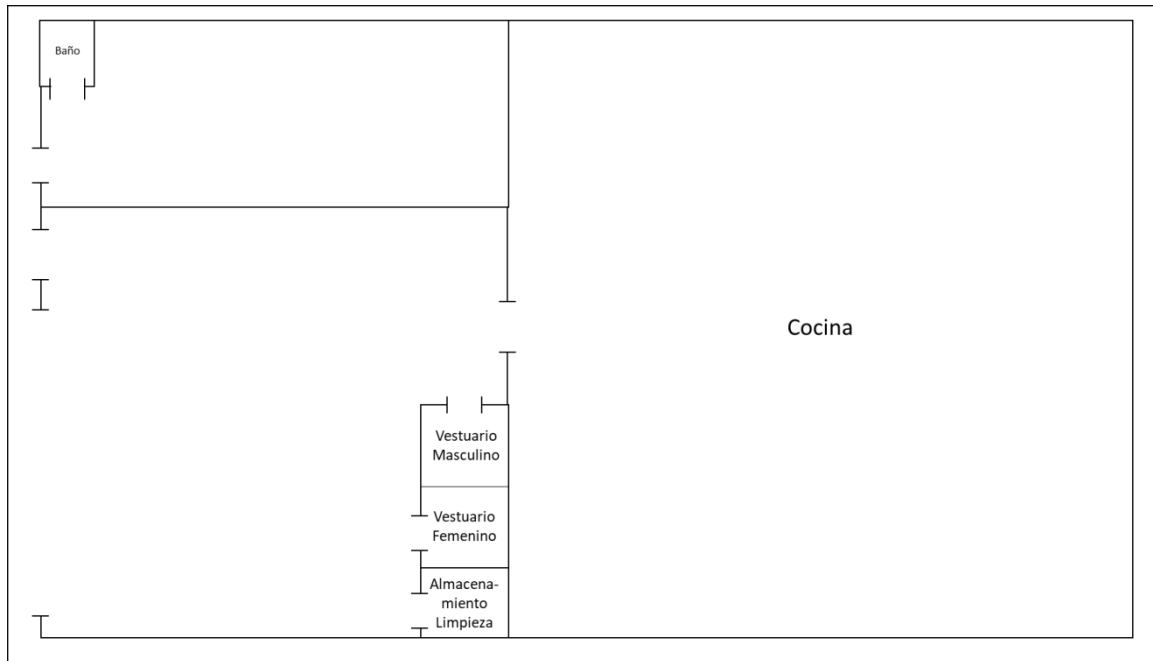 Baño
Cocina
Vestuario
Masculino
Vestuario
Femenino
Almacena-
miento
Limpieza